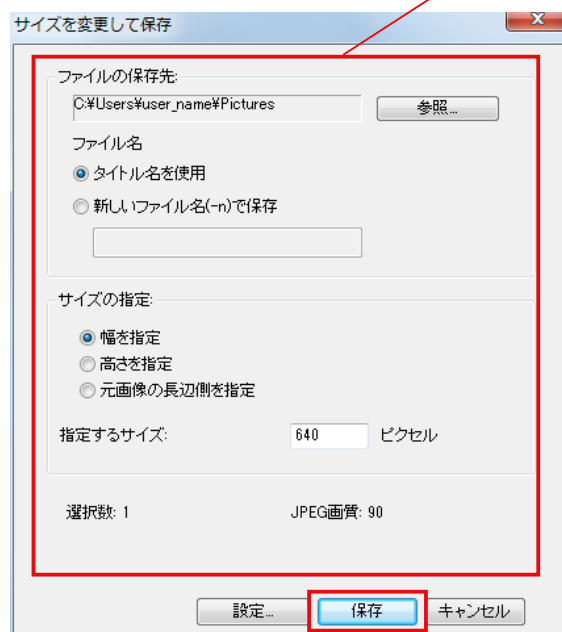 サイズを変更して保存
ファイルの保存先:
C:¥Users¥user_name¥Pictures
参照...
ファイル名
タイトル名を使用
新しいファイル名(-n)で保存
サイズの指定:
幅を指定
高さを指定
元画像の長辺側を指定
指定するサイズ: 640 ピクセル
選択数: 1 JPEG画質: 90
設定... 保存 キャンセル